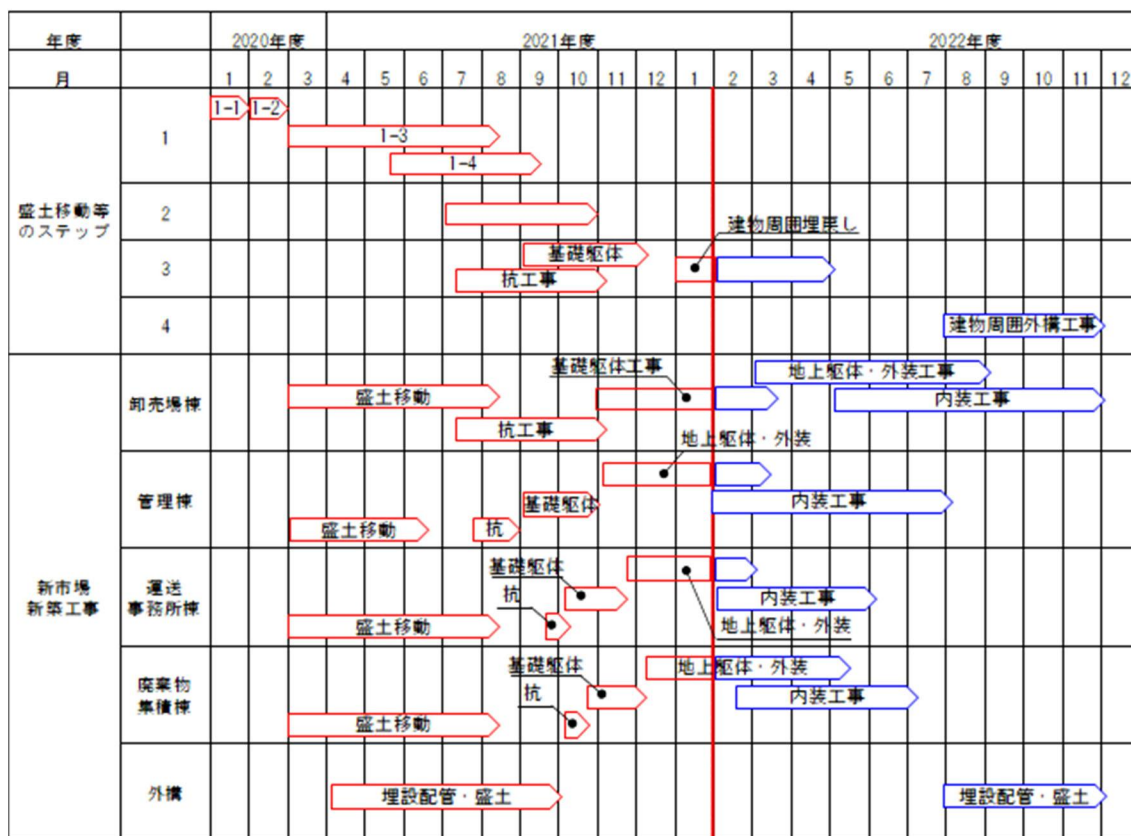 年度
2020年度
2021年度
2022年度
月
1
2
3
4
5
6
7
8
9
10
11
12
1
2
3
4
5
6
7
8
9
10
11
12
盛土移動等
のステップ
1
1-1
1-2
1-3
1-4
2
建物周囲埋戻し
3
基礎躯体
杭工事
4
建物周囲外構工事
新市場
新築工事
卸売場棟
基礎躯体工事
地上躯体・外装工事
盛土移動
内装工事
抗工事
管理棟
地上躯体・外装
基礎躯体
内装工事
盛土移動
抗
運送
事務所棟
基礎躯体
抗
内装工事
盛土移動
地上躯体・外装
廃棄物
集積棟
基礎躯体
地上躯体・外装
抗
内装工事
盛土移動
外構
埋設配管・盛土
埋設配管・盛土